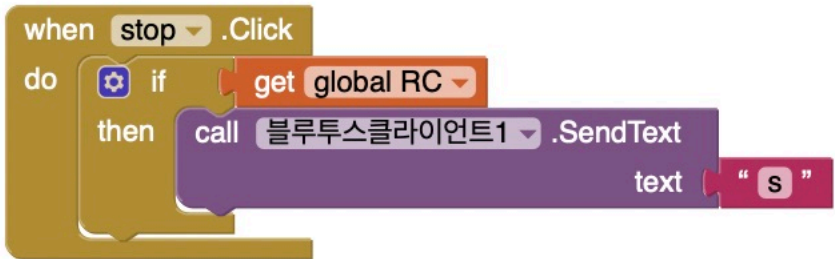 when stop .Click
do if get global RC
then call 블루투스클라이언트1 .SendText
text " s "